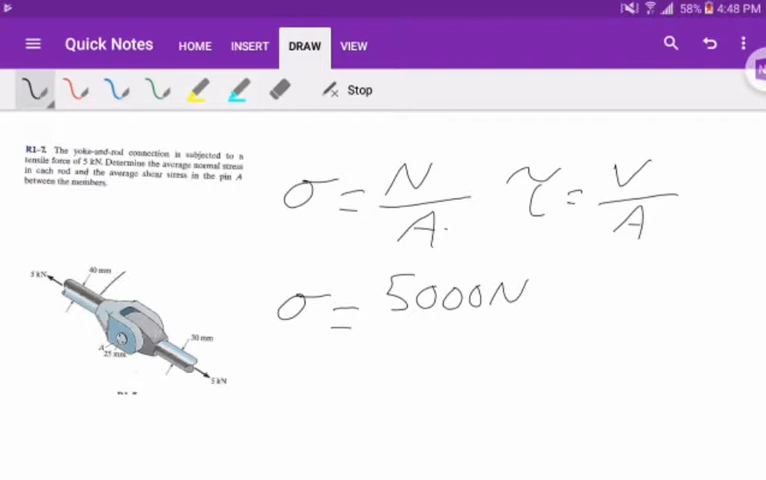 58% 4:48 PM
Quick Notes HOME INSERT DRAW VIEW
Stop
R1–7. The yoke-and-rod connection is subjected to a
tensile force of 5 kN. Determine the average normal stress
in each rod and the average shear stress in the pin A
between the members.
σ = N/A τ = V/A
σ = 5000N
40 mm
5 kN
30 mm
A
25 mm
5 kN